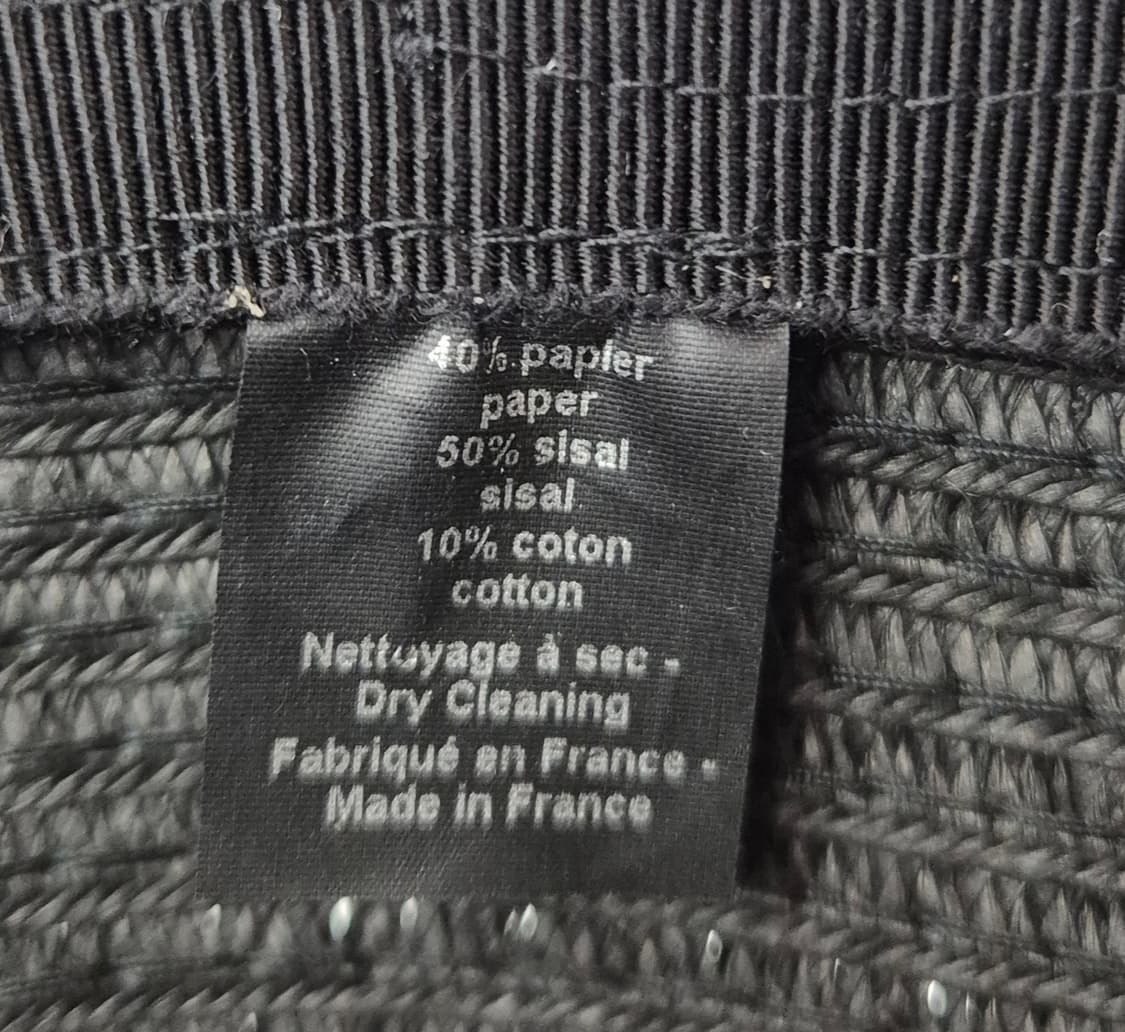 40% papier
paper
50% sisal
sisal
10% coton
cotton
Nettoyage à sec -
Dry Cleaning
Fabriqué en France -
Made in France